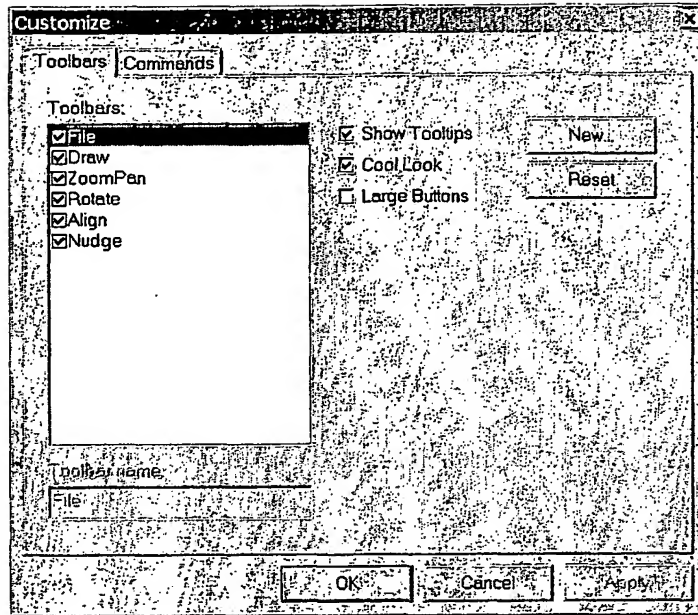 Customize
Toolbars Commands
Toolbars:
File
Draw
ZoomPan
Rotate
Align
Nudge
Show Tooltips
Cool Look
Large Buttons
New...
Reset
Toolbar name:
File
OK
Cancel
Apply